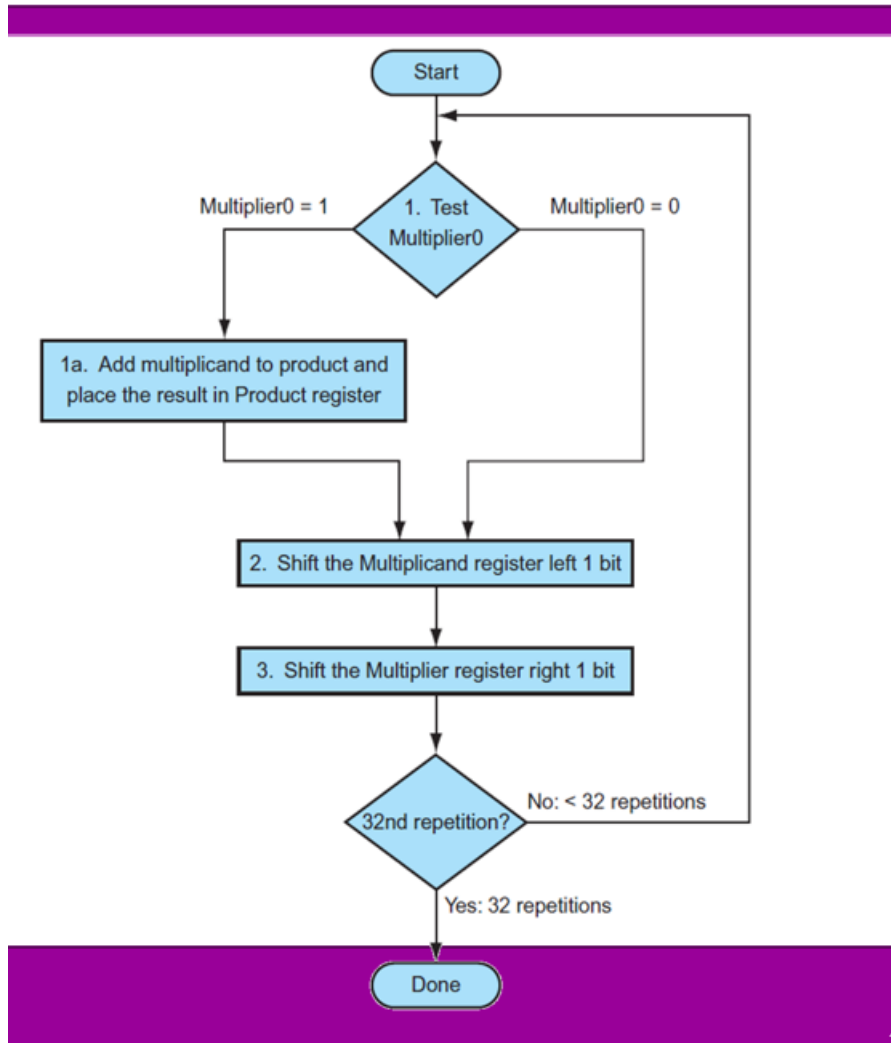 Start
Multiplier0 = 1
1. Test
Multiplier0
Multiplier0 = 0
1a. Add multiplicand to product and
place the result in Product register
2. Shift the Multiplicand register left 1 bit
3. Shift the Multiplier register right 1 bit
32nd repetition?
No: < 32 repetitions
Yes: 32 repetitions
Done